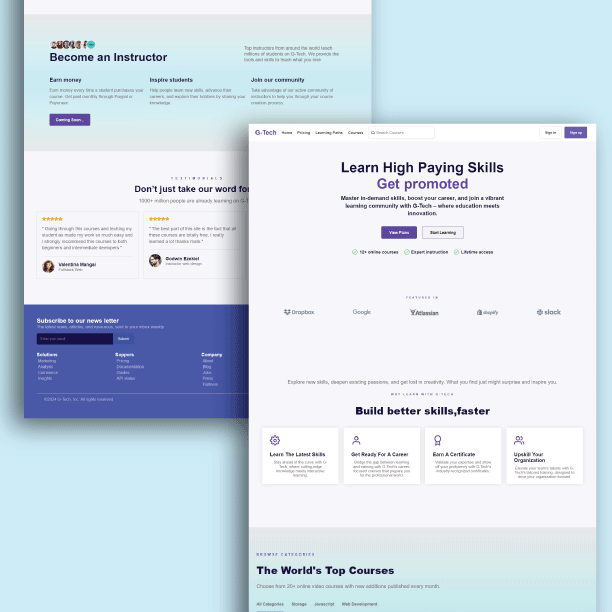 Become an Instructor
Top instructors from around the world teach
millions of students on G-Tech. We provide the
tools and skills to teach what you love
Earn money
Inspire students
Join our community
Earn money every time a student purchases your
course. Get paid monthly through Paypal or
Payoneer
Help people learn new skills, advance their
careers, and explore their hobbies by sharing your
knowledge.
Take advantage of our active community of
instructors to help you through your course
creation process.
Coming Soon...
TESTIMONIALS
Don't just take our word for
1000+ million people are already learning on G-T
" Going through this courses and texting my
student as made my work so much easy and
I strongly recommend this courses to both
beginners and intermediate deves."
Valentina Mangai
Fullstack Web
" The best part of this is the fact that all
these courses are totally free. I really
learned a lot thanks mark."
Godwin Ezekiel
Instructor web design
Subscribe to our news letter
The latest news, articles, and resources, sent to your inbox weekly
Enter your email
Submit
Solutions
Marketing
Analysis
Commerce
Insights
Support
Pricing
Documentation
Guides
API status
Company
About
Blog
Jobs
Press
Partners
©2024 G-Tech, Inc. All rights reserved
G-Tech
Home
Pricing
Learning Paths
Courses
Search Courses
Sign in
Sign up
Learn High Paying Skills
Get promoted
Master in-demand skills, boost your career, and join a vibrant
learning community with G-Tech – where education meets
innovation.
View Plans
Start Learning
12+ online courses
Expert instruction
Lifetime access
FEATURED IN
Dropbox
Google
Atlassian
shopify
slack
Explore new skills, deepen existing passions, and get lost in creativity. What you find just might surprise and inspire you.
WHY LEARN WITH G-TECH
Build better skills,faster
Learn The Latest Skills
Stay ahead of the curve with G-
Tech, where cutting-edge
knowledge meets interactive
learning
Get Ready For A Career
Bridge the gap between learning
and earning with G-Tech's career-
focused courses that prepare you
for the professional world
Earn A Certificate
Validate your expertise and show
off your proficiency with G-Tech's
industry-recognized certificates
Upskill Your
Organization
Elevate your team's talents with G-
Tech's tailored training, designed to
drive your organization forward
BROWSE CATEGORIES
The World's Top Courses
Choose from 20+ online video courses with new additions published every month.
All Categories
Storage
Javascript
Web Development